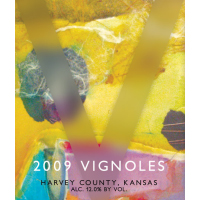 2009 VIGNOLES
HARVEY COUNTY, KANSAS
ALC. 12.0% BY VOL.